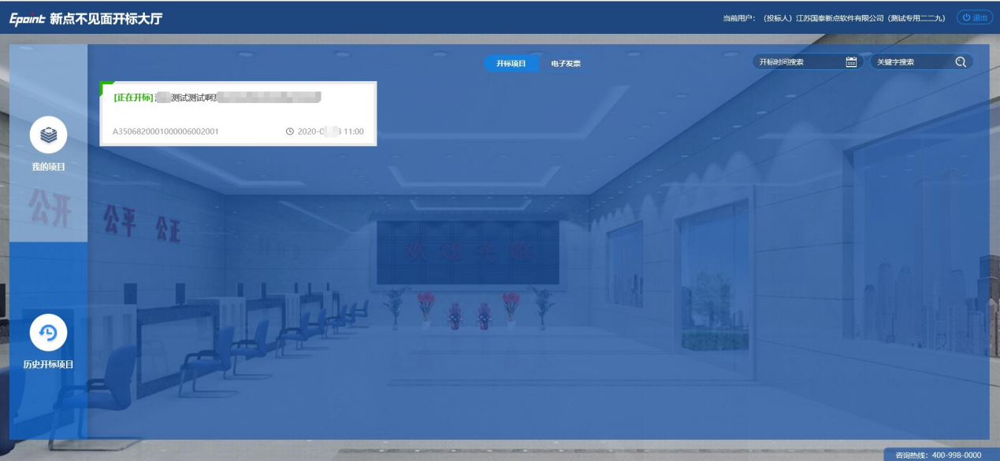 Epoint 新点不见面开标大厅
当前用户：（投标人）江苏国泰新点软件有限公司（测试专用二二九）
退出
开标项目
电子发票
开标时间搜索
关键字搜索
[正在开标]
测试测试啊
A3506820001000006002001
2020-0 3 11:00
我的项目
公开 公平 公正
欢迎光临
历史开标项目
咨询热线：400-998-0000